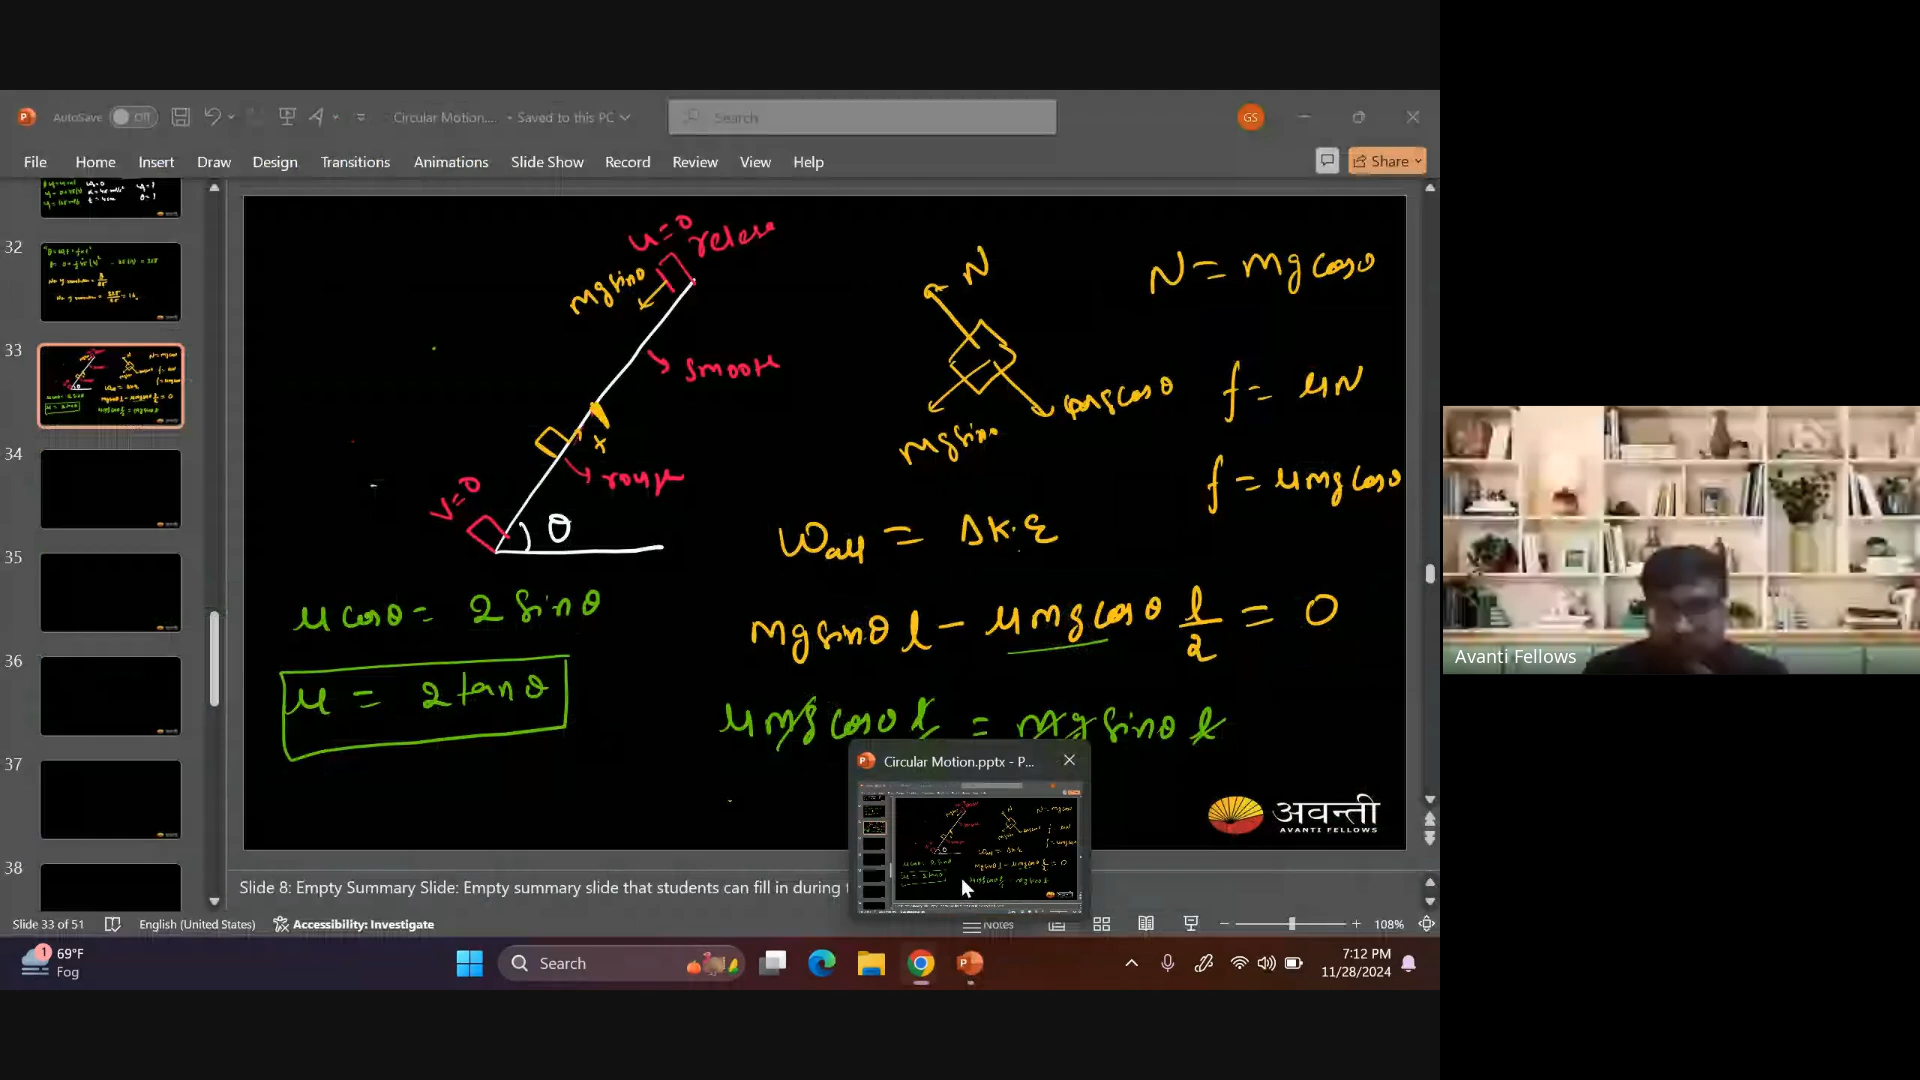 AutoSave Off
Circular Motion.... • Saved to this PC
Search
GS
File Home Insert Draw Design Transitions Animations Slide Show Record Review View Help
Share
32
33
34
35
36
37
38
u=0
release
mg sinθ
smooth
x
rough
v=0
θ
N
mg sinθ
mg cosθ
N = mg cosθ
f = μN
f = μmg cosθ
Wall = ΔK.E
mg sinθ l - μmg cosθ l/2 = 0
μmg cosθ l/2 = mg sinθ l
μ cosθ = 2 sinθ
μ = 2 tanθ
Circular Motion.pptx - P...
अवन्ती
AVANTI FELLOWS
Avanti Fellows
Slide 8: Empty Summary Slide: Empty summary slide that students can fill in during
Slide 33 of 51
English (United States)
Accessibility: Investigate
Notes
108%
1
69°F
Fog
Search
7:12 PM
11/28/2024